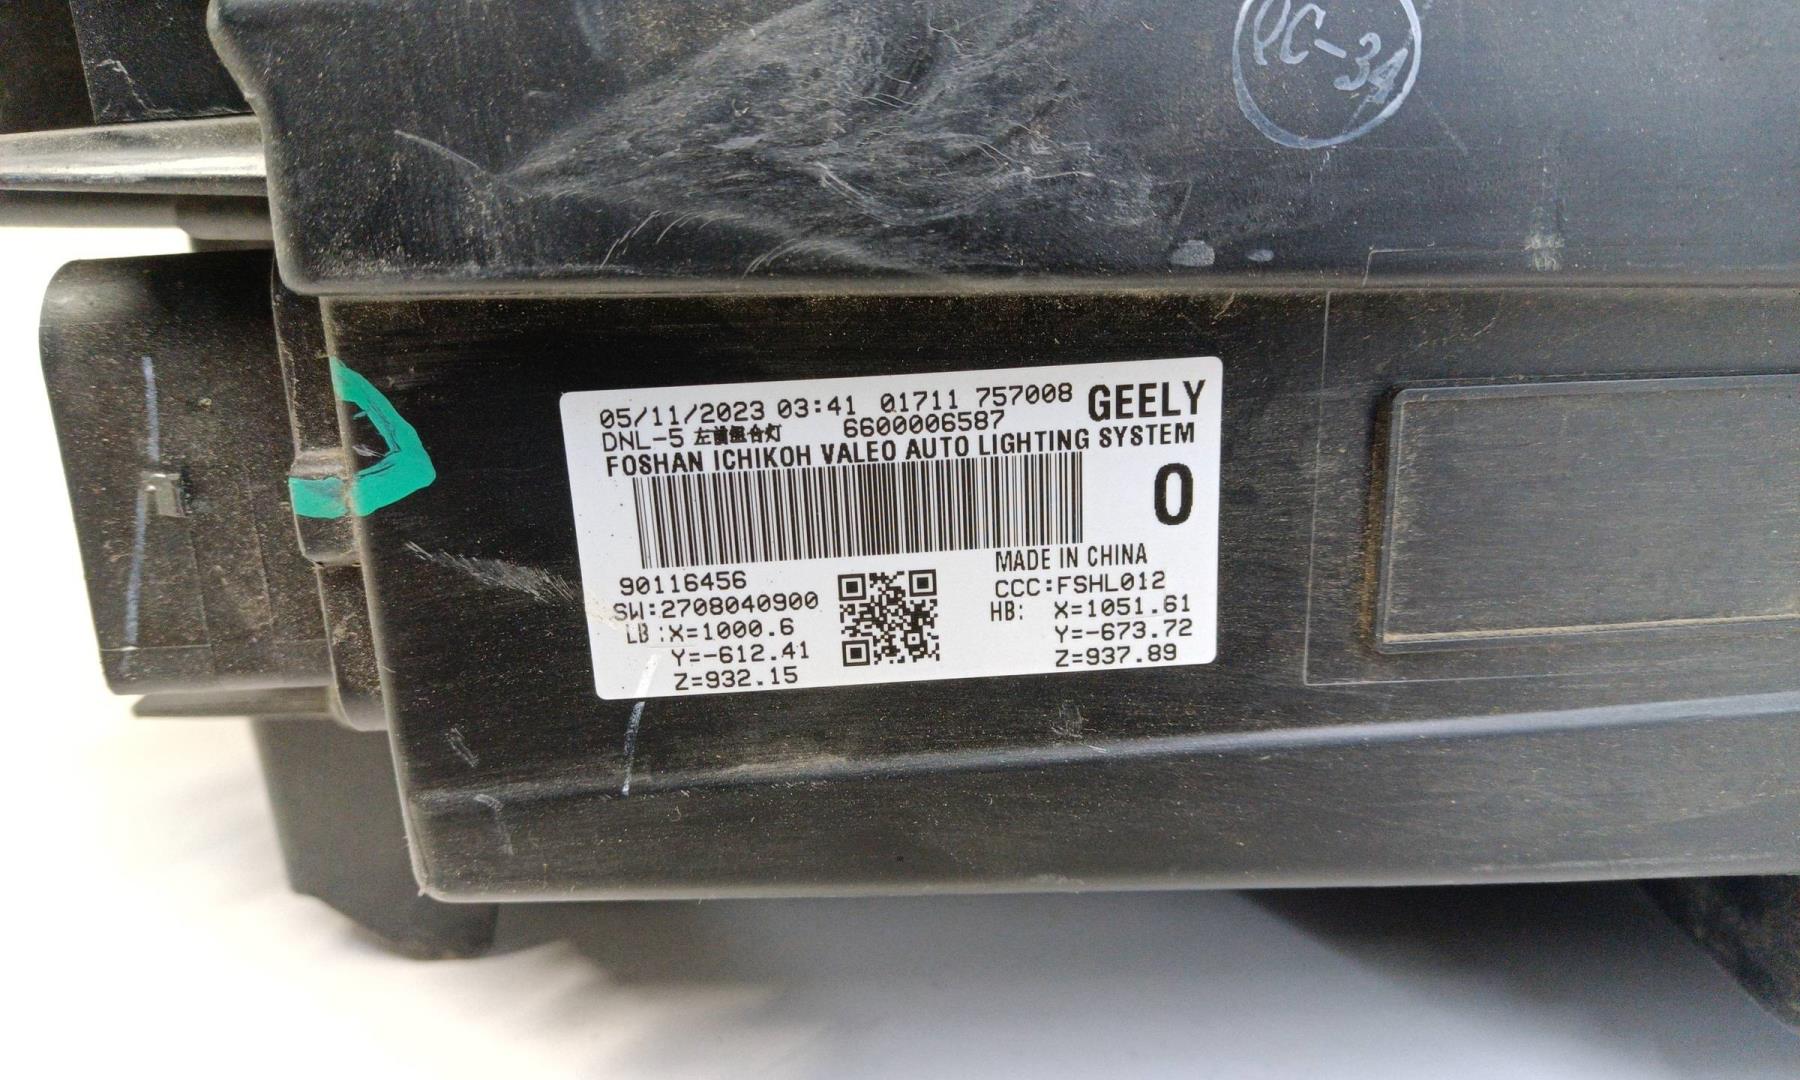 QC-34
05/11/2023 03:41 01711 757008 GEELY
DNL-5 左前组合灯 6600006587
FOSHAN ICHIKOH VALEO AUTO LIGHTING SYSTEM
0
MADE IN CHINA
90116456
CCC:FSHL012
SW:2708040900
HB: X=1051.61
LB:X=1000.6
Y=-673.72
Y=-612.41
Z=937.89
Z=932.15